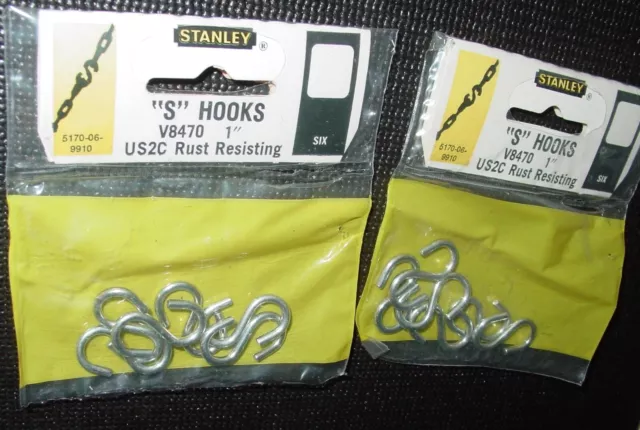 STANLEY ®
"S" HOOKS
V8470 1"
US2C Rust Resisting
5170-06-
9910
SIX
STANLEY ®
"S" HOOKS
V8470 1"
US2C Rust Resisting
5170-06-
9910
SIX